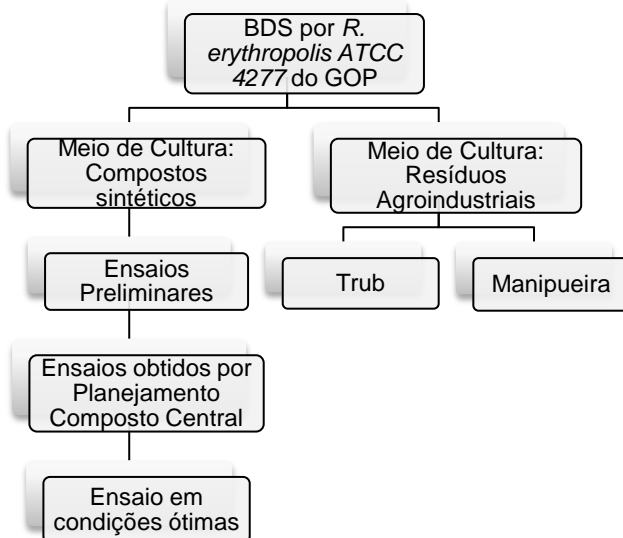 BDS por R.
erythropolis ATCC
4277 do GOP
Meio de Cultura:
Compostos
sintéticos
Meio de Cultura:
Resíduos
Agroindustriais
Ensaios
Preliminares
Trub
Manipueira
Ensaios obtidos por
Planejamento
Composto Central
Ensaio em
condições ótimas